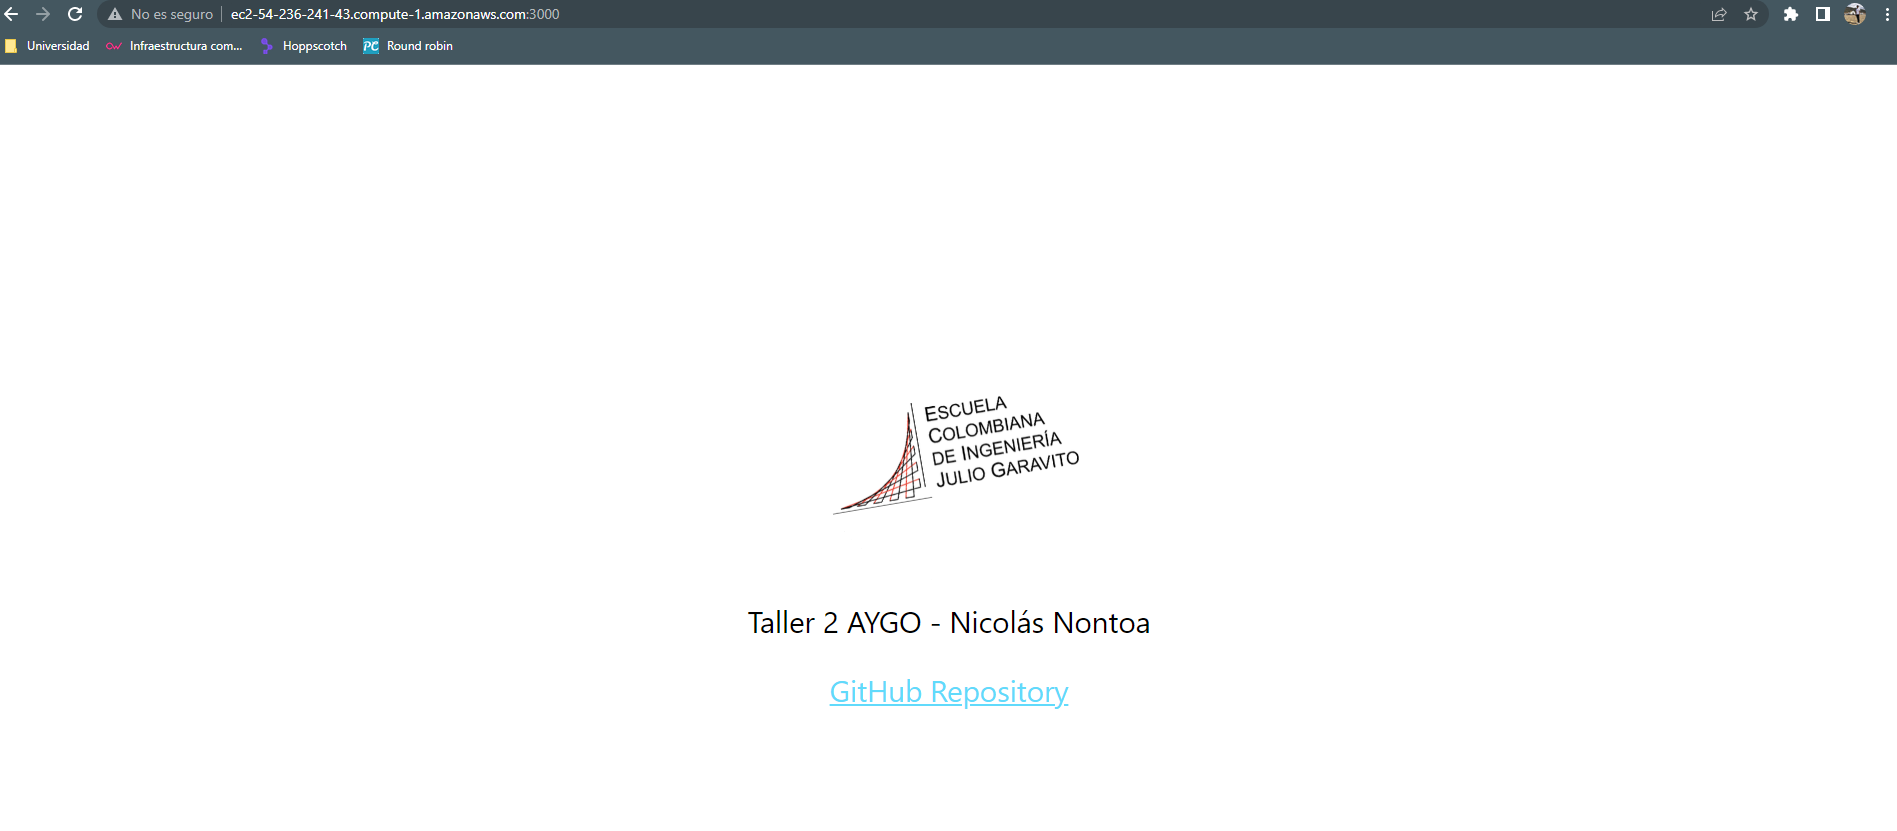 No es seguro ec2-54-236-241-43.compute-1.amazonaws.com:3000
Universidad Infraestructura com... Hoppscotch PC Round robin
ESCUELA
COLOMBIANA
DE INGENIERÍA
JULIO GARAVITO
Taller 2 AYGO - Nicolás Nontoa
GitHub Repository